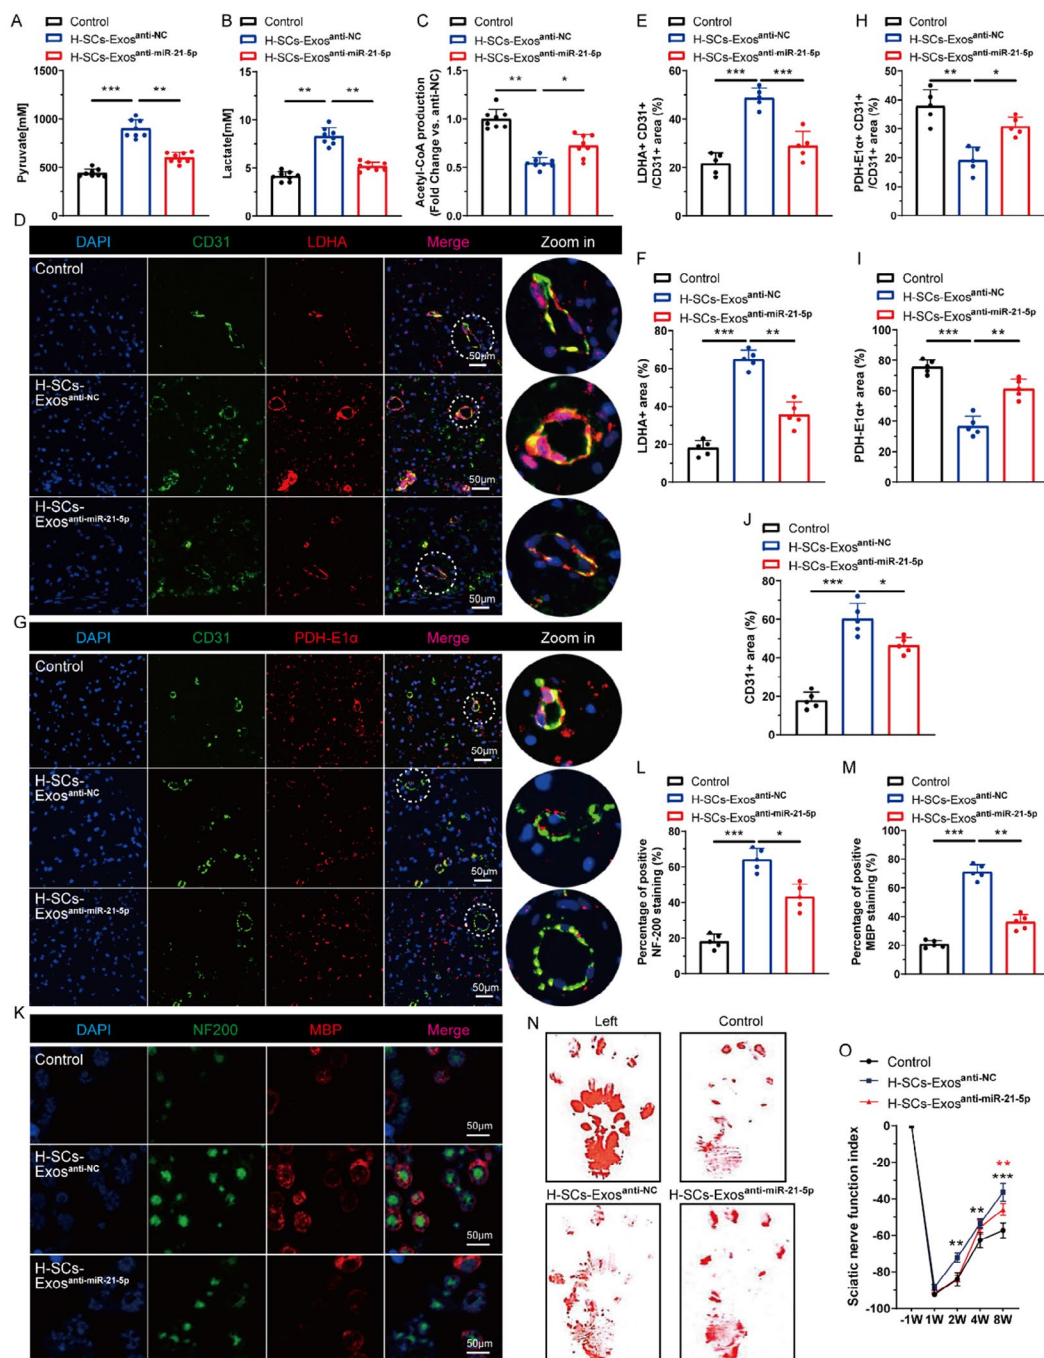 A
Control
H-SCs-Exos^anti-NC
H-SCs-Exos^anti-miR-21-5p
Pyruvate[mM]
1500
1000
500
0
***
**
B
Control
H-SCs-Exos^anti-NC
H-SCs-Exos^anti-miR-21-5p
Lactate[mM]
15
10
5
0
**
**
C
Control
H-SCs-Exos^anti-NC
H-SCs-Exos^anti-miR-21-5p
Acetyl-CoA production
(Fold Change vs. anti-NC)
1.5
1.0
0.5
0.0
**
*
E
Control
H-SCs-Exos^anti-NC
H-SCs-Exos^anti-miR-21-5p
LDHA+ CD31+
/CD31+ area (%)
60
40
20
0
***
***
H
Control
H-SCs-Exos^anti-NC
H-SCs-Exos^anti-miR-21-5p
PDH-E1α+ CD31+
/CD31+ area (%)
60
40
20
0
**
*
D
DAPI
CD31
LDHA
Merge
Zoom in
Control
50μm
H-SCs-
Exos^anti-NC
50μm
H-SCs-
Exos^anti-miR-21-5p
50μm
F
Control
H-SCs-Exos^anti-NC
H-SCs-Exos^anti-miR-21-5p
LDHA+ area (%)
80
60
40
20
0
***
**
I
Control
H-SCs-Exos^anti-NC
H-SCs-Exos^anti-miR-21-5p
PDH-E1α+ area (%)
100
80
60
40
20
0
***
**
J
Control
H-SCs-Exos^anti-NC
H-SCs-Exos^anti-miR-21-5p
CD31+ area (%)
80
60
40
20
0
***
*
G
DAPI
CD31
PDH-E1α
Merge
Zoom in
Control
50μm
H-SCs-
Exos^anti-NC
50μm
H-SCs-
Exos^anti-miR-21-5p
50μm
L
Control
H-SCs-Exos^anti-NC
H-SCs-Exos^anti-miR-21-5p
Percentage of positive
NF-200 staining (%)
80
60
40
20
0
***
*
M
Control
H-SCs-Exos^anti-NC
H-SCs-Exos^anti-miR-21-5p
Percentage of positive
MBP staining (%)
100
80
60
40
20
0
***
**
K
DAPI
NF200
MBP
Merge
Control
50μm
H-SCs-
Exos^anti-NC
50μm
H-SCs-
Exos^anti-miR-21-5p
50μm
N
Left
Control
H-SCs-Exos^anti-NC
H-SCs-Exos^anti-miR-21-5p
O
Control
H-SCs-Exos^anti-NC
H-SCs-Exos^anti-miR-21-5p
Sciatic nerve function index
0
-20
-40
-60
-80
-100
**
**
**
***
-1W 1W 2W 4W 8W